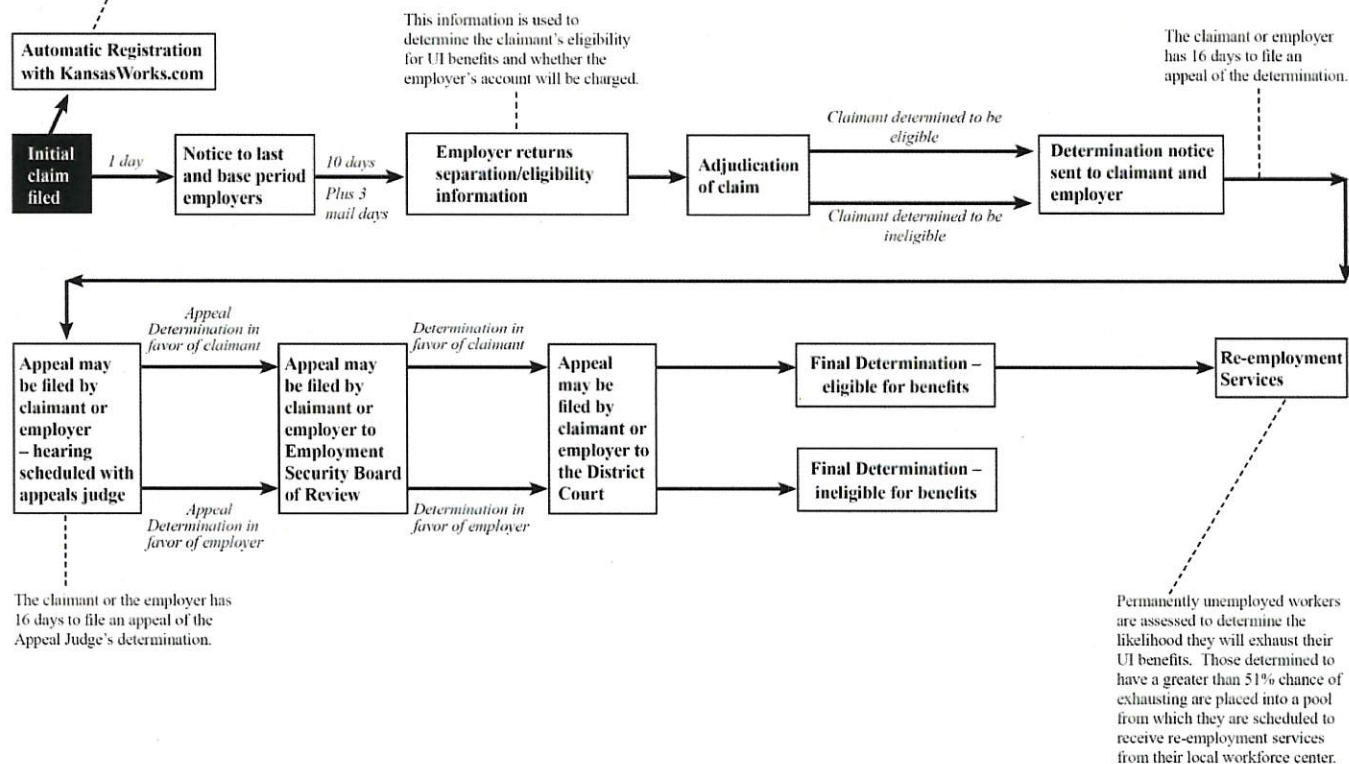 This information is used to
determine the claimant's eligibility
for UI benefits and whether the
employer's account will be charged.
The claimant or employer
has 16 days to file an
appeal of the determination.
Automatic Registration
with KansasWorks.com
Initial
claim
filed
1 day
Notice to last
and base period
employers
10 days
Plus 3
mail days
Employer returns
separation/eligibility
information
Adjudication
of claim
Claimant determined to be
eligible
Claimant determined to be
ineligible
Determination notice
sent to claimant and
employer
Appeal may
be filed by
claimant or
employer
– hearing
scheduled with
appeals judge
Appeal
Determination in
favor of claimant
Appeal
Determination in
favor of employer
Appeal may
be filed by
claimant or
employer to
Employment
Security Board
of Review
Determination in
favor of claimant
Determination in
favor of employer
Appeal
may be
filed by
claimant or
employer to
the District
Court
Final Determination –
eligible for benefits
Final Determination –
ineligible for benefits
Re-employment
Services
The claimant or the employer has
16 days to file an appeal of the
Appeal Judge's determination.
Permanently unemployed workers
are assessed to determine the
likelihood they will exhaust their
UI benefits. Those determined to
have a greater than 51% chance of
exhausting are placed into a pool
from which they are scheduled to
receive re-employment services
from their local workforce center.